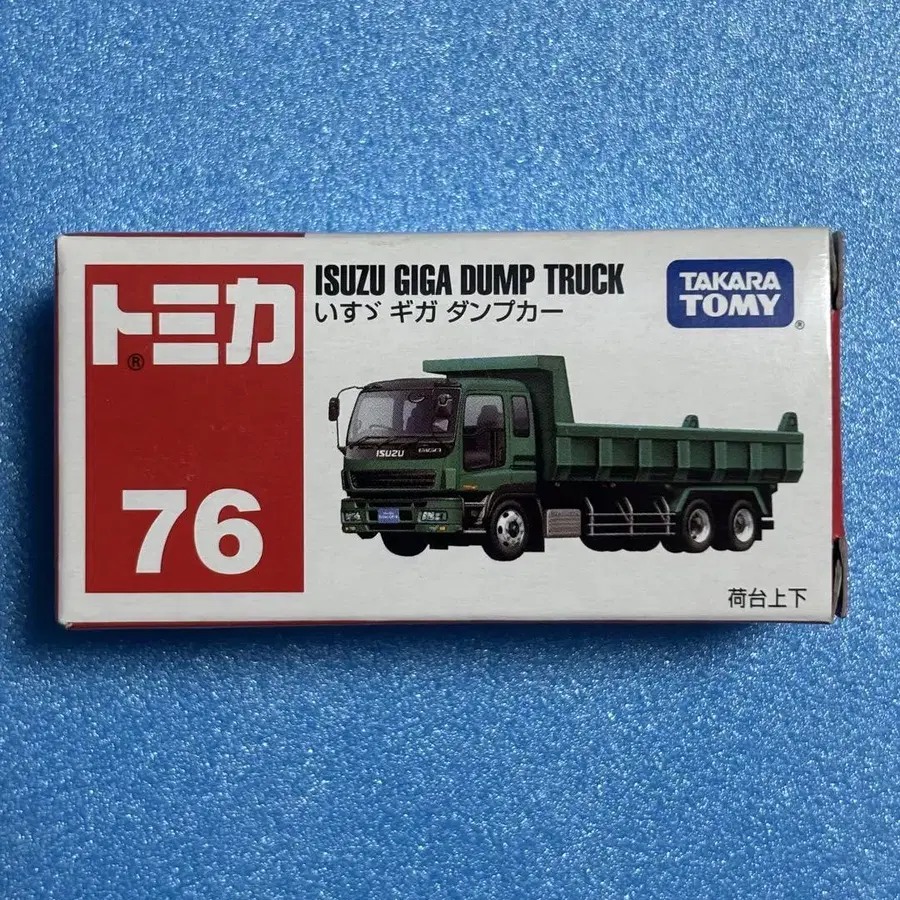 トミカ
®
76
ISUZU GIGA DUMP TRUCK
いすゞ ギガ ダンプカー
TAKARA
TOMY
®
ISUZU
荷台上下